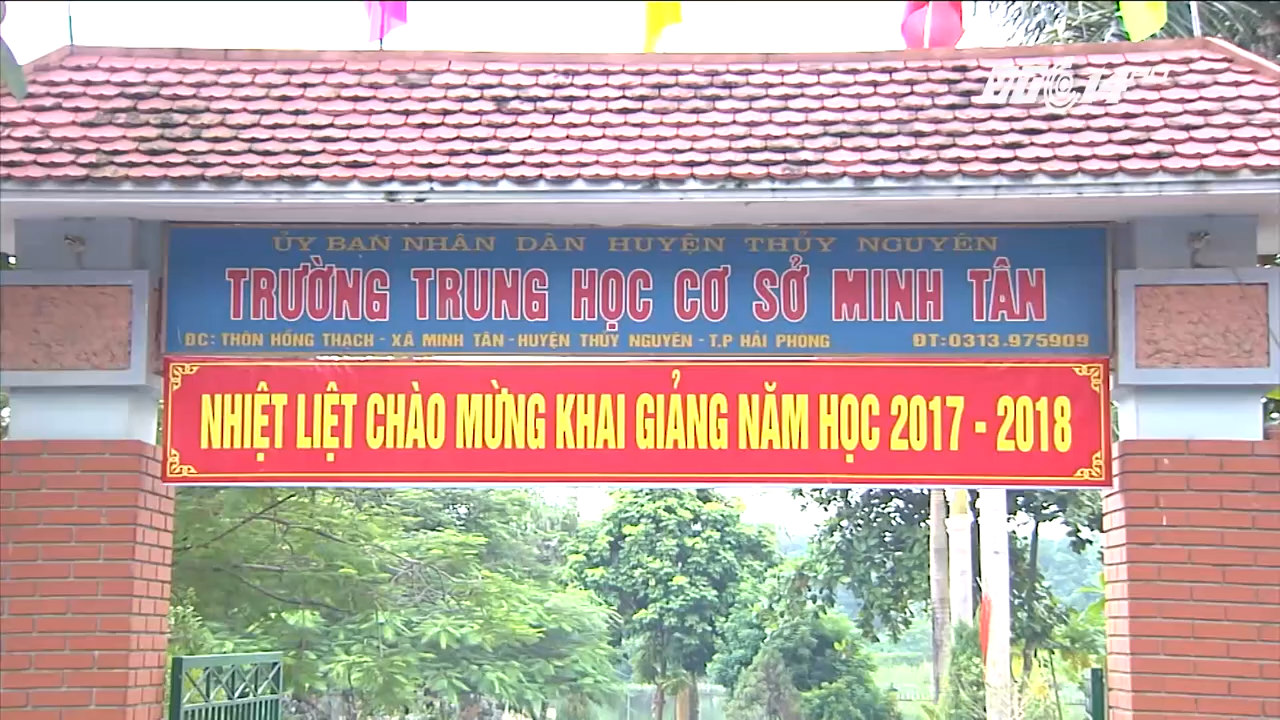 VTC14
ỦY BAN NHÂN DÂN HUYỆN THỦY NGUYÊN
TRƯỜNG TRUNG HỌC CƠ SỞ MINH TÂN
ĐC: THÔN HỒNG THẠCH - XÃ MINH TÂN - HUYỆN THỦY NGUYÊN - T.P HẢI PHÒNG ĐT:0313.975909
NHIỆT LIỆT CHÀO MỪNG KHAI GIẢNG NĂM HỌC 2017 - 2018